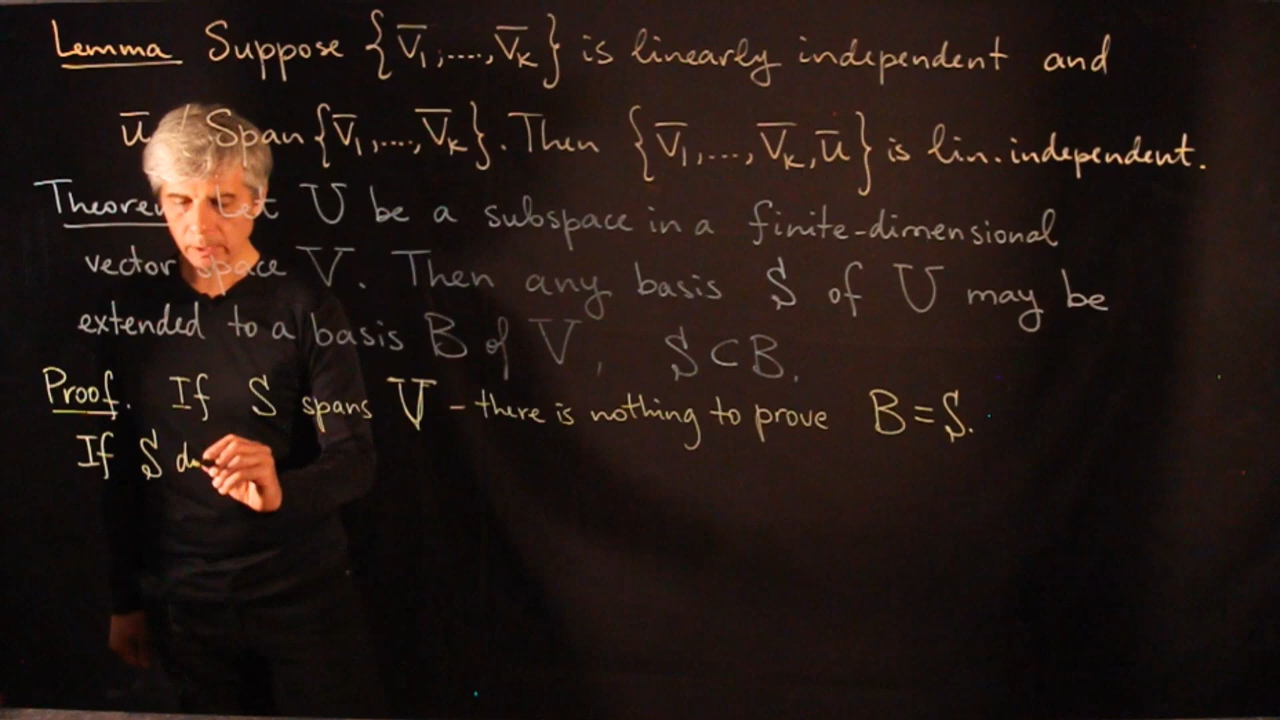 Lemma Suppose {v̅₁,....,v̅ₖ} is linearly independent and
u̅ Span{v̅₁,....,v̅ₖ}. Then {v̅₁,...,v̅ₖ,u̅} is lin. independent.
Theorem Let U be a subspace in a finite-dimensional
vector space V. Then any basis S of U may be
extended to a basis B of V, S⊂B.
Proof. If S spans V – there is nothing to prove B=S.
If S do